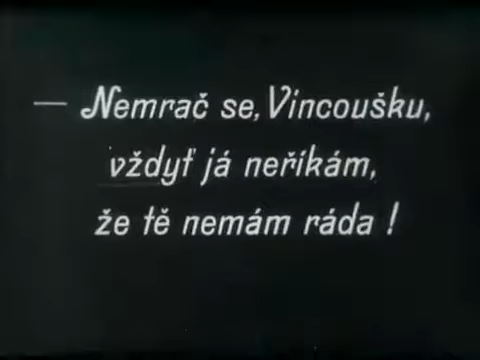 — Nemrač se, Vincoušku,
vždyť já neříkám,
že tě nemám ráda!